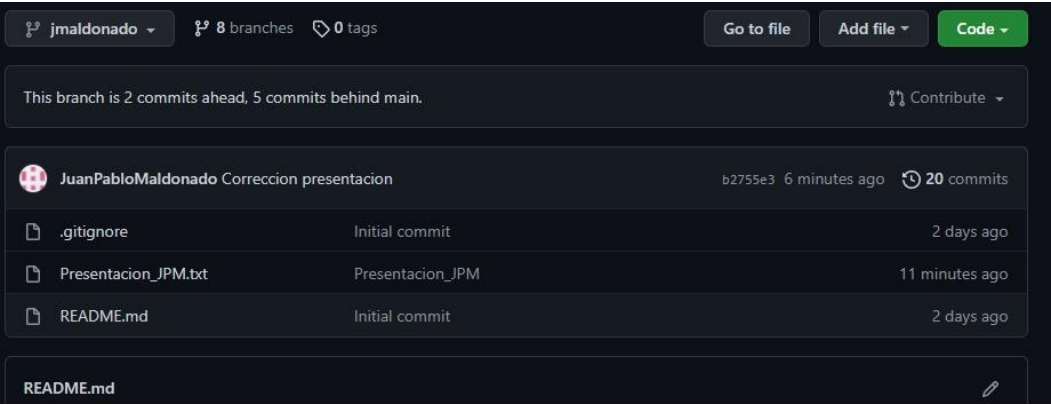 jmaldonado 8 branches 0 tags Go to file Add file Code
This branch is 2 commits ahead, 5 commits behind main. Contribute
JuanPabloMaldonado Correccion presentacion b2755e3 6 minutes ago 20 commits
.gitignore Initial commit 2 days ago
Presentacion_JPM.txt Presentacion_JPM 11 minutes ago
README.md Initial commit 2 days ago
README.md